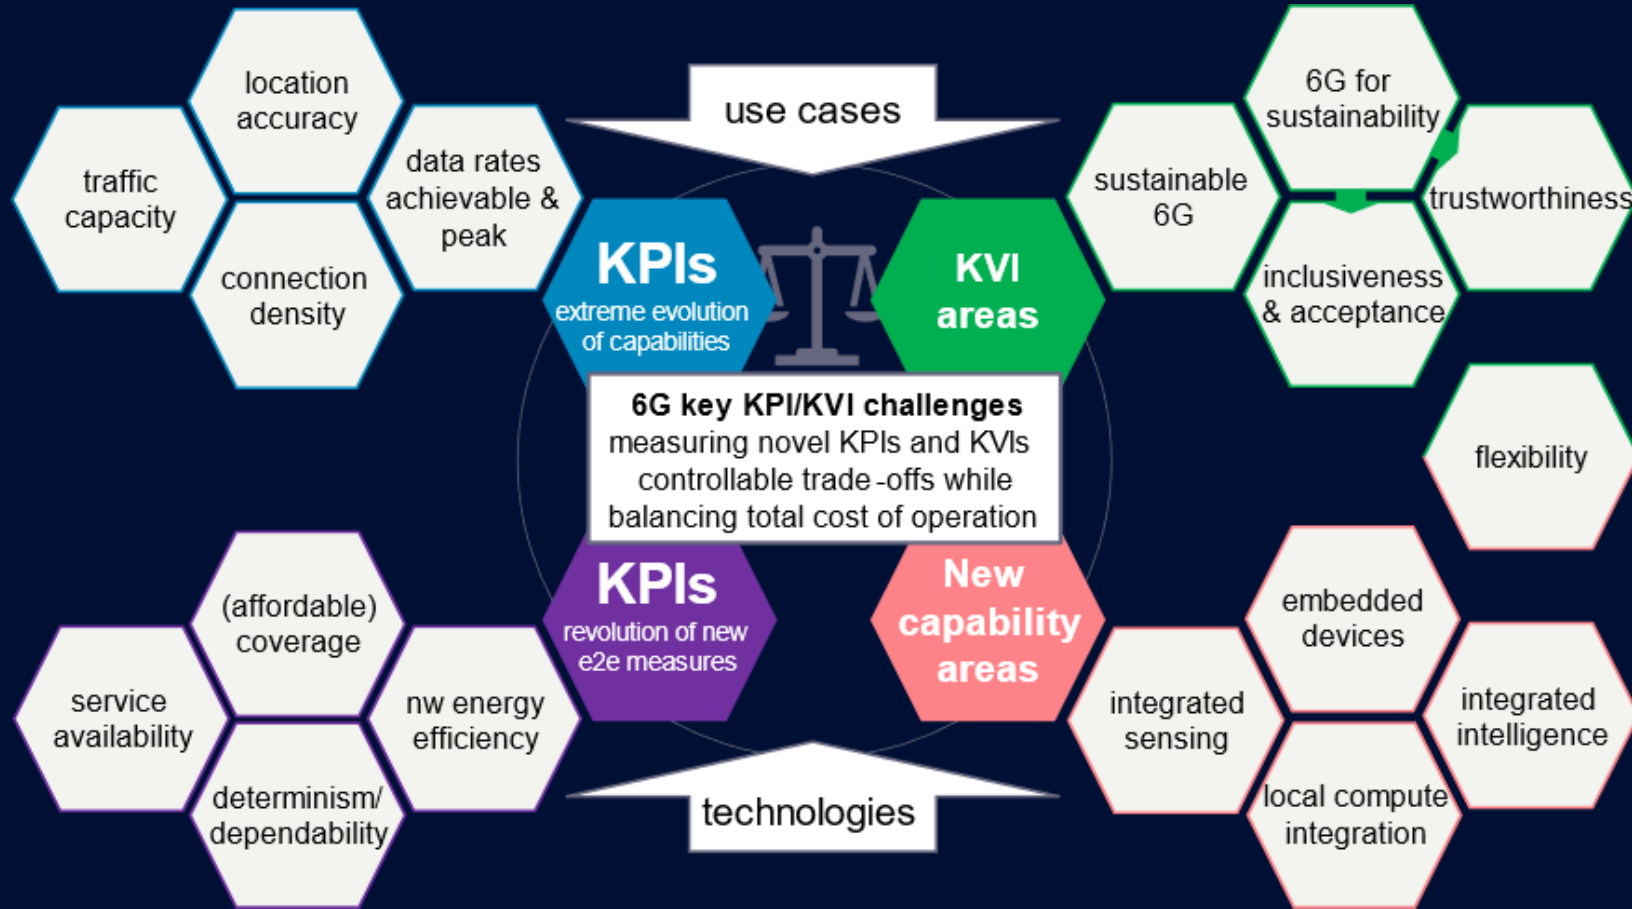 location
accuracy
traffic
capacity
data rates
achievable &
peak
connection
density
use cases
6G for
sustainability
sustainable
6G
trustworthiness
inclusiveness
& acceptance
KPIs
extreme evolution
of capabilities
KVI
areas
6G key KPI/KVI challenges
measuring novel KPIs and KVIs
controllable trade-offs while
balancing total cost of operation
flexibility
KPIs
revolution of new
e2e measures
New
capability
areas
(affordable)
coverage
service
availability
nw energy
efficiency
determinism/
dependability
technologies
embedded
devices
integrated
sensing
integrated
intelligence
local compute
integration